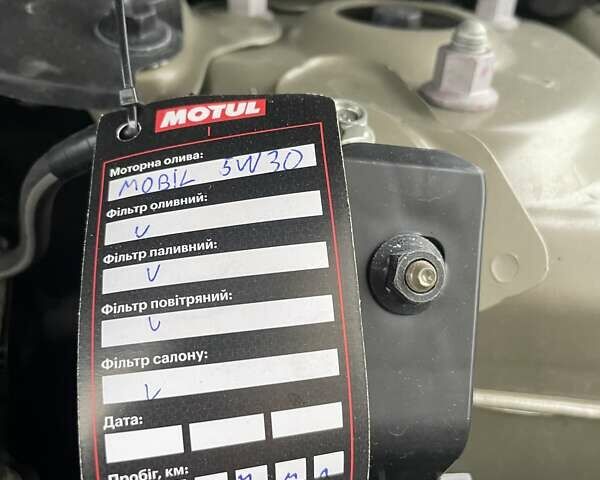 MOTUL
Моторна олива:
MOBIL 5W30
Фільтр оливний:
V
Фільтр паливний:
V
Фільтр повітряний:
V
Фільтр салону:
V
Дата:
Пробіг, км: